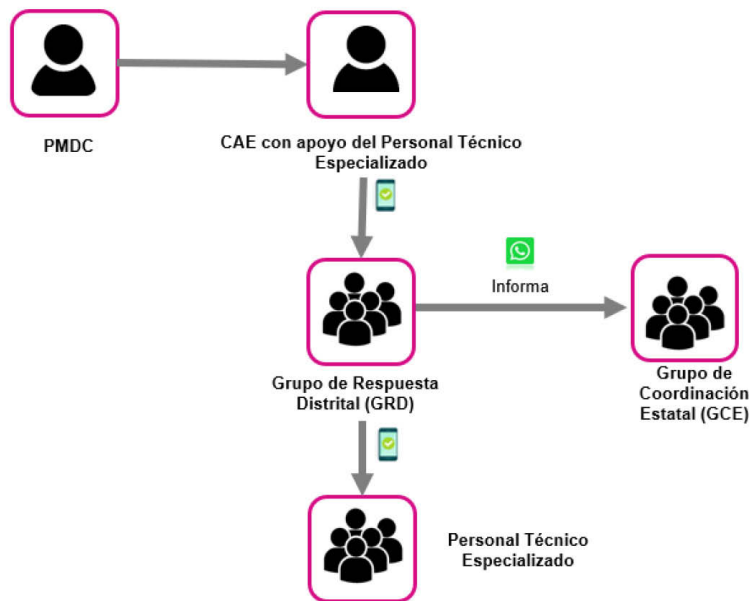 PMDC
CAE con apoyo del Personal Técnico
Especializado
Informa
Grupo de Respuesta
Distrital (GRD)
Grupo de
Coordinación
Estatal (GCE)
Personal Técnico
Especializado